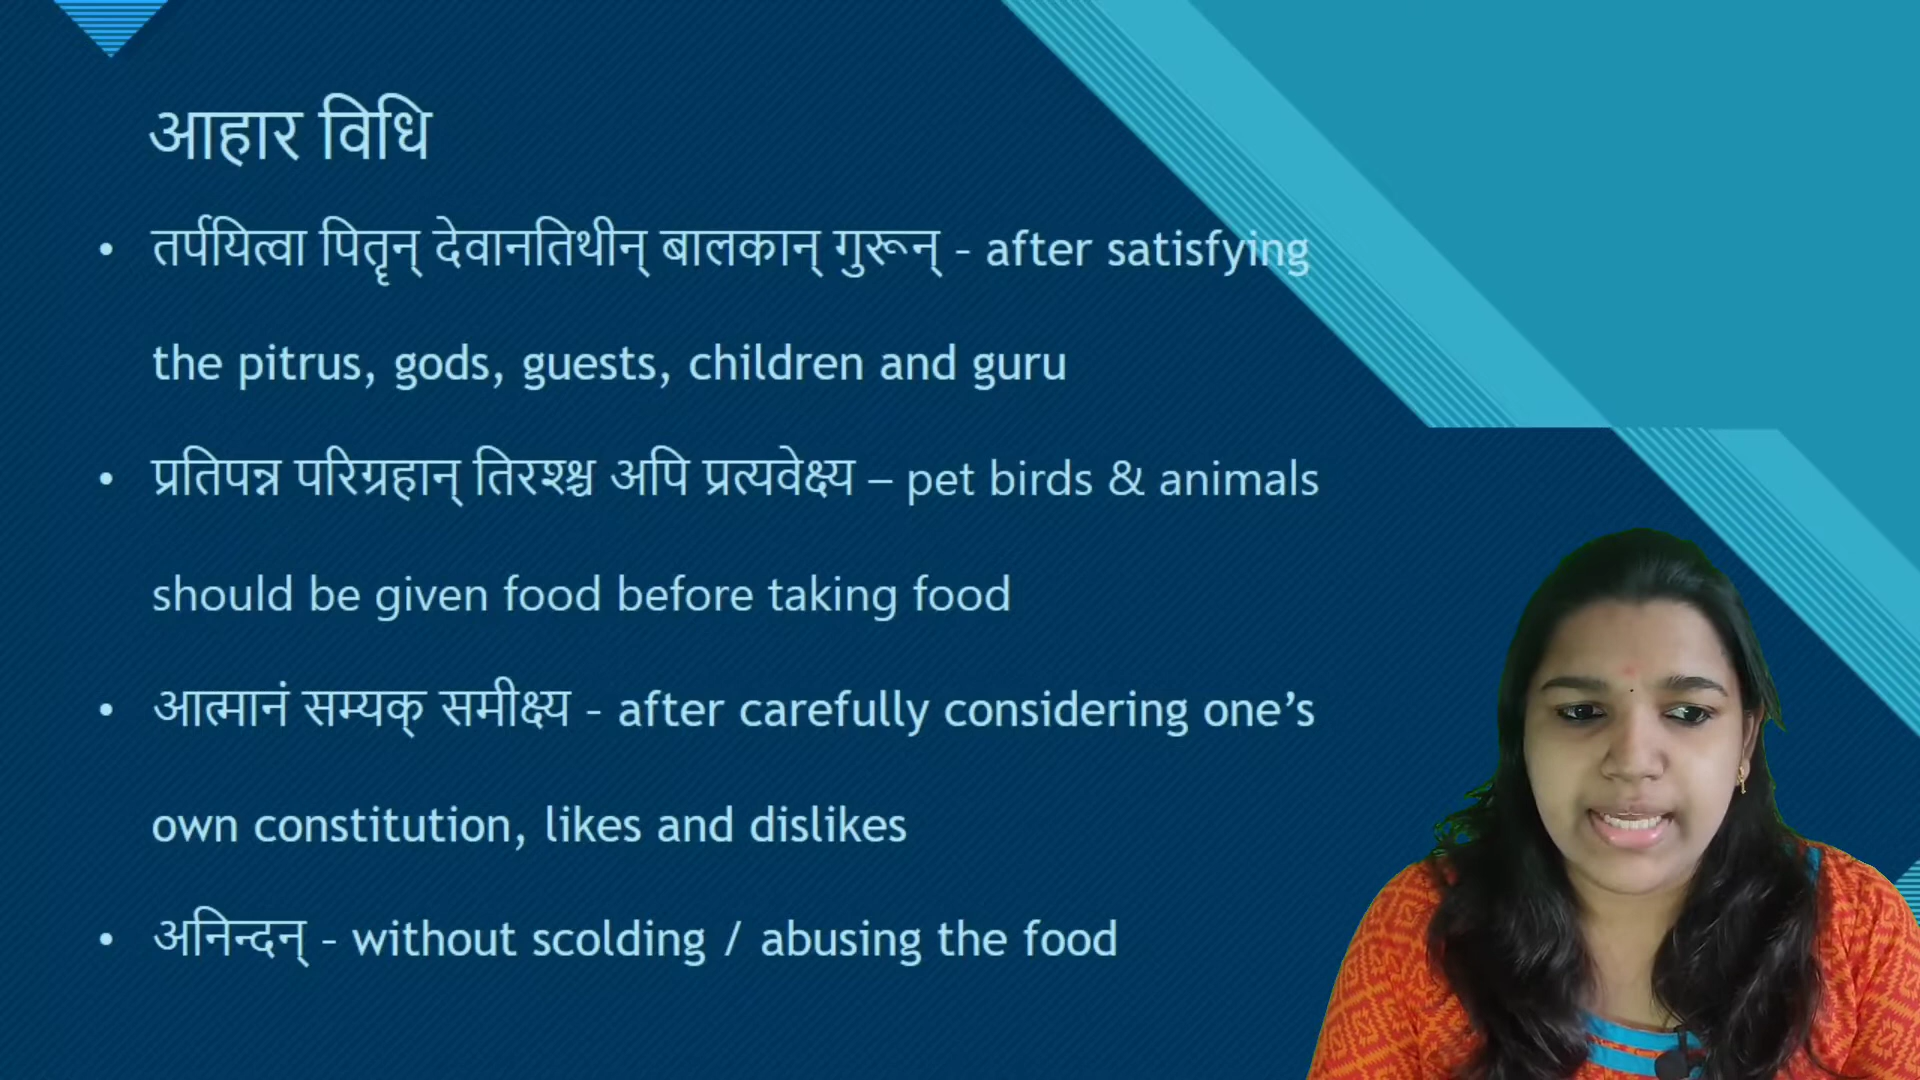 आहार विधि
• तर्पयित्वा पितॄन् देवानतिथीन् बालकान् गुरून् – after satisfying
the pitrus, gods, guests, children and guru
• प्रतिपन्न परिग्रहान् तिरश्श्च अपि प्रत्यवेक्ष्य – pet birds & animals
should be given food before taking food
• आत्मानं सम्यक् समीक्ष्य – after carefully considering one’s
own constitution, likes and dislikes
• अनिन्दन् – without scolding / abusing the food